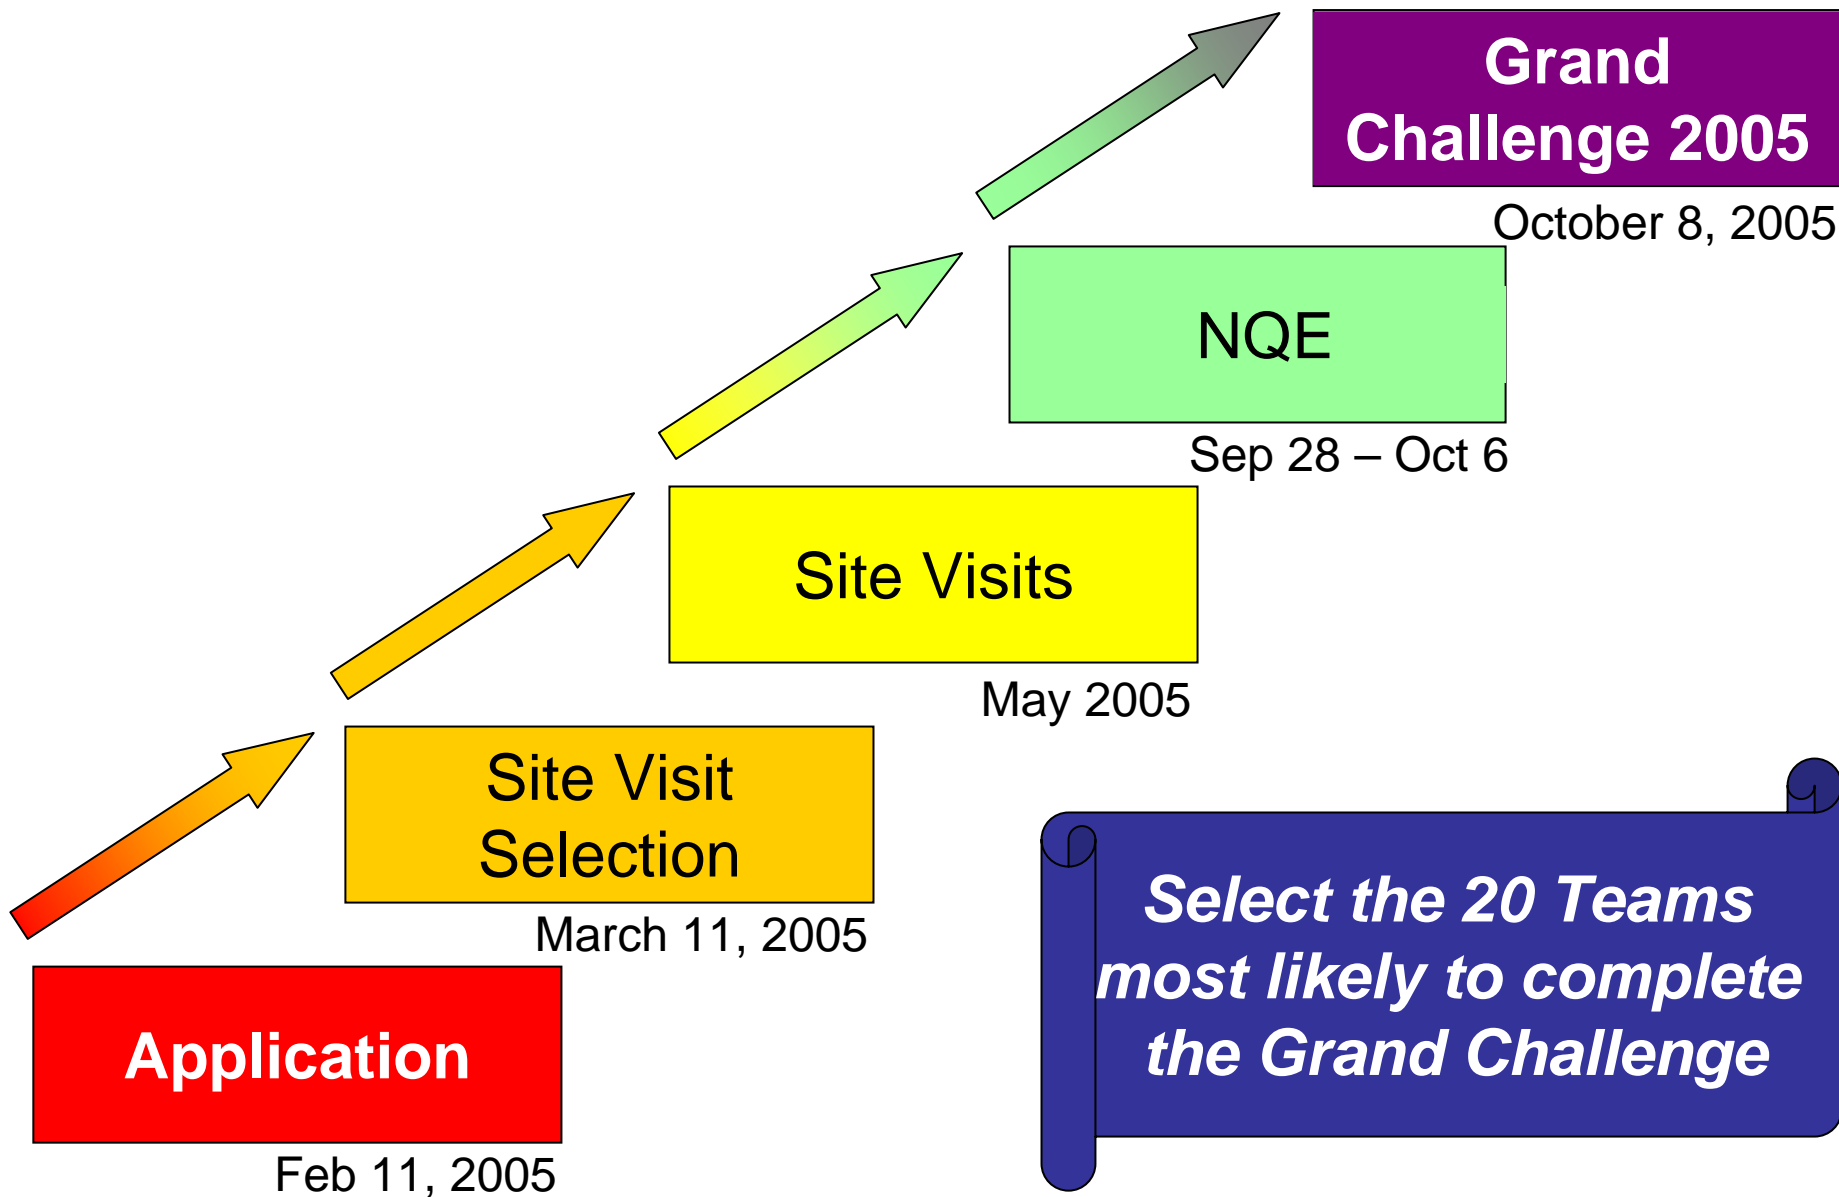 Grand
Challenge 2005
October 8, 2005
NQE
Sep 28 – Oct 6
Site Visits
May 2005
Site Visit
Selection
March 11, 2005
Application
Feb 11, 2005
Select the 20 Teams
most likely to complete
the Grand Challenge